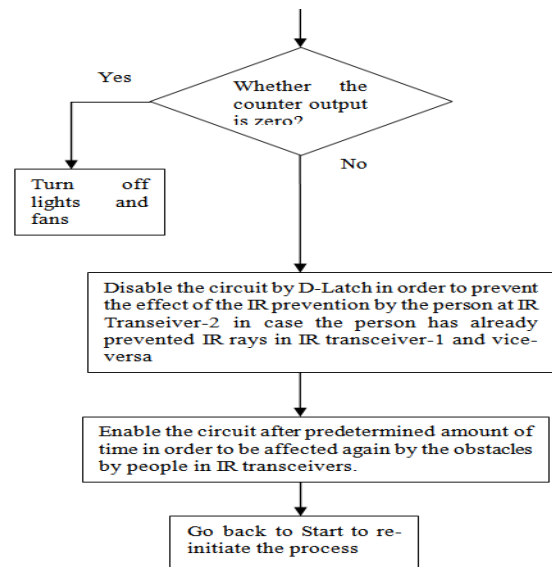 Yes
Whether the
counter output
is zero?
No
Turn off
lights and
fans
Disable the circuit by D-Latch in order to prevent
the effect of the IR prevention by the person at IR
Transeiver-2 in case the person has already
prevented IR rays in IR transceiver-1 and vice-
versa
Enable the circuit after predetermined amount of
time in order to be affected again by the obstacles
by people in IR transceivers.
Go back to Start to re-
initiate the process